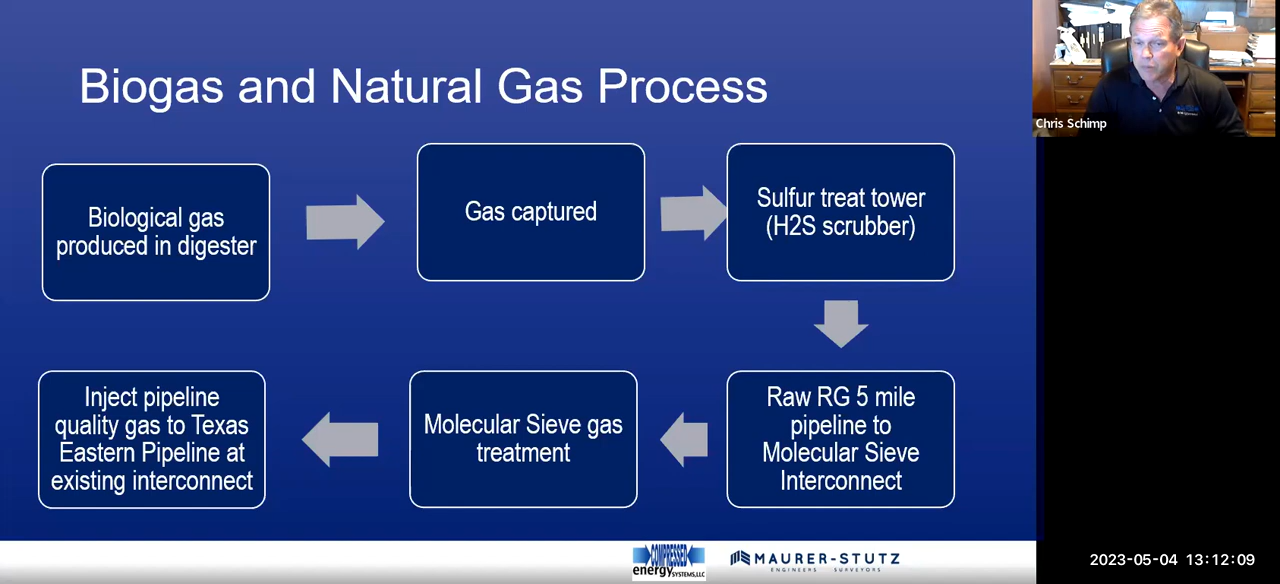 Biogas and Natural Gas Process
Chris Schimp
Biological gas
produced in digester
Gas captured
Sulfur treat tower
(H2S scrubber)
Inject pipeline
quality gas to Texas
Eastern Pipeline at
existing interconnect
Molecular Sieve gas
treatment
Raw RG 5 mile
pipeline to
Molecular Sieve
Interconnect
COMPRESSED
energy SYSTEMS, LLC
MAURER-STUTZ
ENGINEERS SURVEYORS
2023-05-04 13:12:09